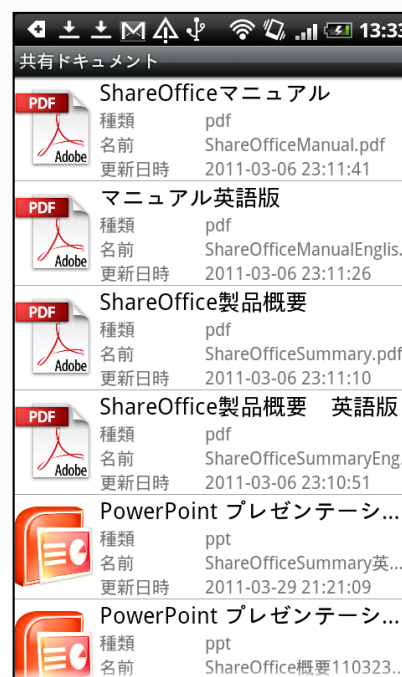 13:33
共有ドキュメント
PDF Adobe
ShareOfficeマニュアル
種類 pdf
名前 ShareOfficeManual.pdf
更新日時 2011-03-06 23:11:41
PDF Adobe
マニュアル英語版
種類 pdf
名前 ShareOfficeManualEnglis.
更新日時 2011-03-06 23:11:26
PDF Adobe
ShareOffice製品概要
種類 pdf
名前 ShareOfficeSummary.pdf
更新日時 2011-03-06 23:11:10
PDF Adobe
ShareOffice製品概要　英語版
種類 pdf
名前 ShareOfficeSummaryEng.
更新日時 2011-03-06 23:10:51
PowerPoint プレゼンテーシ...
種類 ppt
名前 ShareOfficeSummary英...
更新日時 2011-03-29 21:21:09
PowerPoint プレゼンテーシ...
種類 ppt
名前 ShareOffice概要110323..